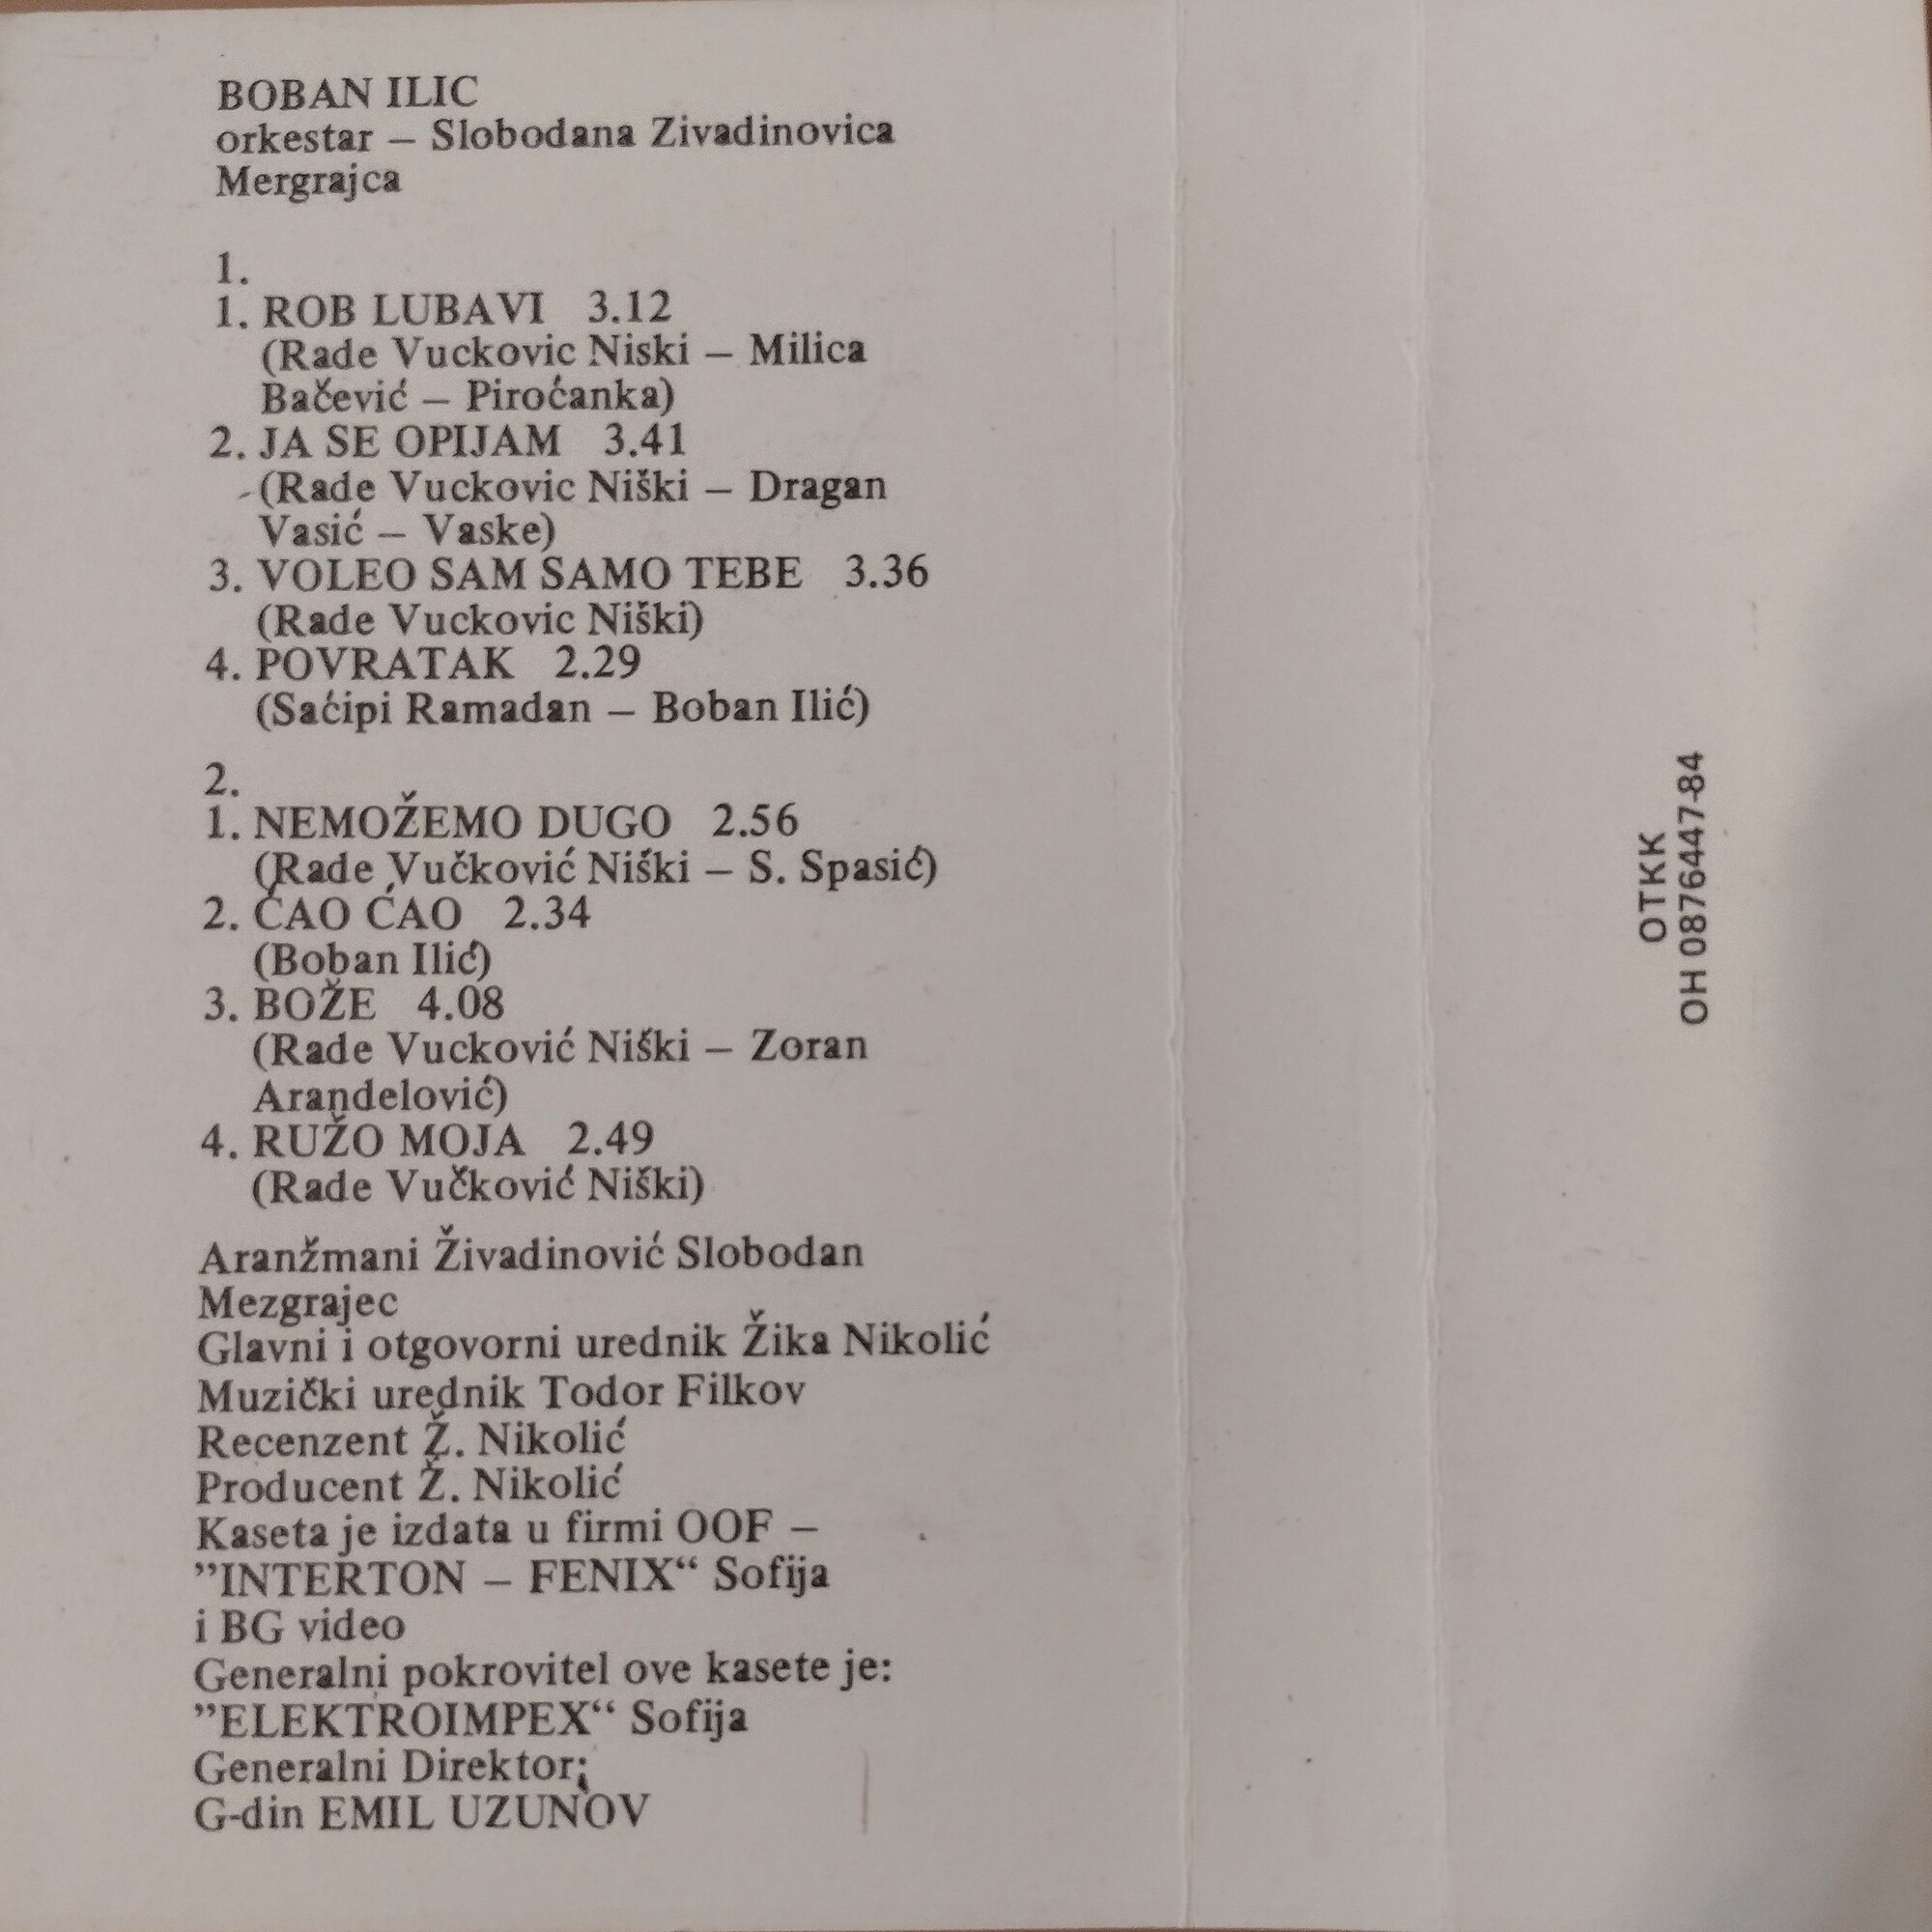 BOBAN ILIC
orkestar – Slobodana Zivadinovica
Mergrajca
1.
1. ROB LUBAVI 3.12
(Rade Vuckovic Niski – Milica
Bačević – Piroćanka)
2. JA SE OPIJAM 3.41
(Rade Vuckovic Niški – Dragan
Vasić – Vaske)
3. VOLEO SAM SAMO TEBE 3.36
(Rade Vuckovic Niški)
4. POVRATAK 2.29
(Saćipi Ramadan – Boban Ilić)
2.
1. NEMOŽEMO DUGO 2.56
(Rade Vučković Niški – S. Spasić)
2. ĆAO ĆAO 2.34
(Boban Ilić)
3. BOŽE 4.08
(Rade Vucković Niški – Zoran
Arandelović)
4. RUŽO MOJA 2.49
(Rade Vučković Niški)
Aranžmani Živadinović Slobodan
Mezgrajec
Glavni i otgovorni urednik Žika Nikolić
Muzički urednik Todor Filkov
Recenzent Ž. Nikolić
Producent Ž. Nikolić
Kaseta je izdata u firmi OOF –
”INTERTON – FENIX“ Sofija
i BG video
Generalni pokrovitel ove kasete je:
”ELEKTROIMPEX“ Sofija
Generalni Direktor;
G-din EMIL UZUNOV
ОТКК
ОН 0876447-84